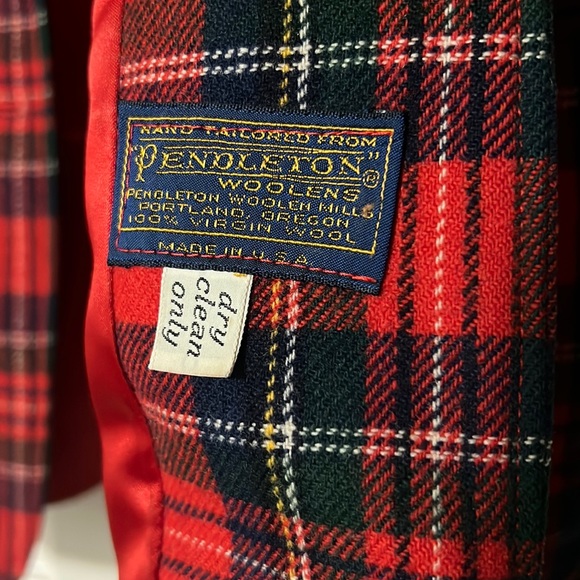 HAND TAILORED FROM
"PENDLETON"®
WOOLENS
PENDLETON WOOLEN MILLS
PORTLAND, OREGON
100% VIRGIN WOOL
MADE IN U.S.A
dry
clean
only